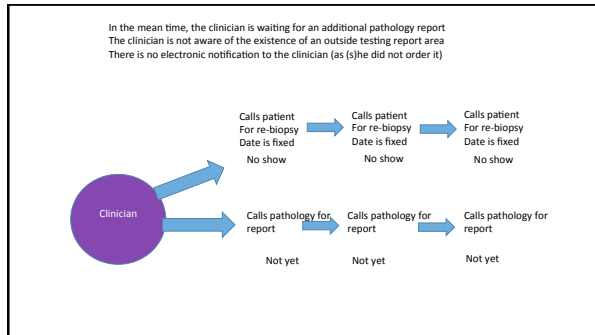 In the mean time, the clinician is waiting for an additional pathology report
The clinician is not aware of the existence of an outside testing report area
There is no electronic notification to the clinician (as (s)he did not order it)
Calls patient
For re-biopsy
Date is fixed
No show
Calls patient
For re-biopsy
Date is fixed
No show
Calls patient
For re-biopsy
Date is fixed
No show
Clinician
Calls pathology for
report
Not yet
Calls pathology for
report
Not yet
Calls pathology for
report
Not yet